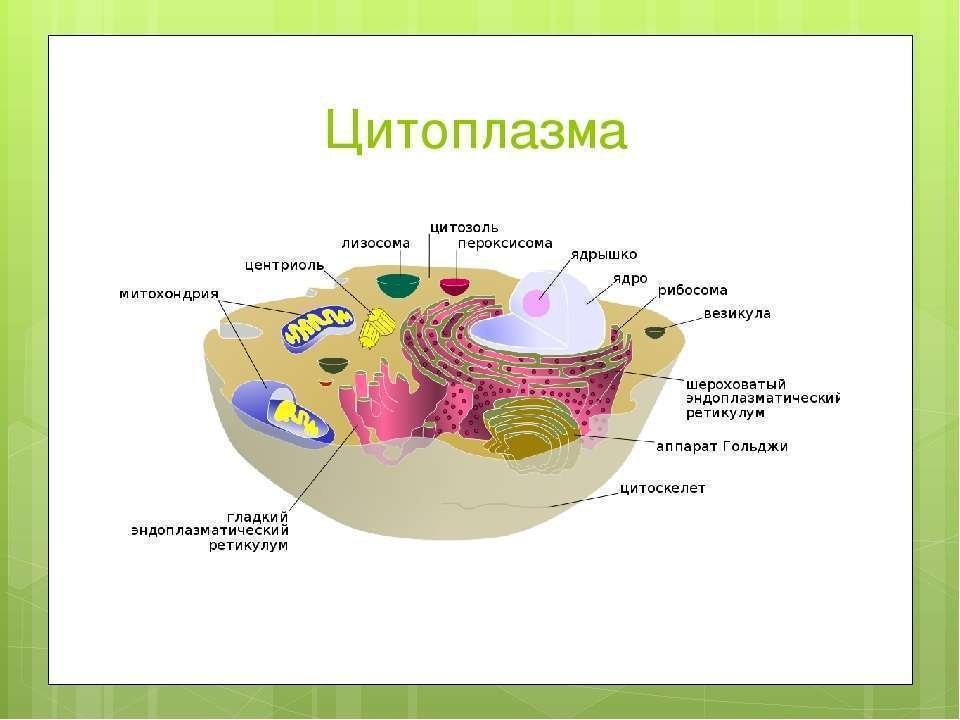 Цитоплазма
цитозоль
лизосома
пероксисома
ядрышко
центриоль
ядро
митохондрия
рибосома
везикула
шероховатый
эндоплазматический
ретикулум
аппарат Гольджи
цитоскелет
гладкий
эндоплазматический
ретикулум